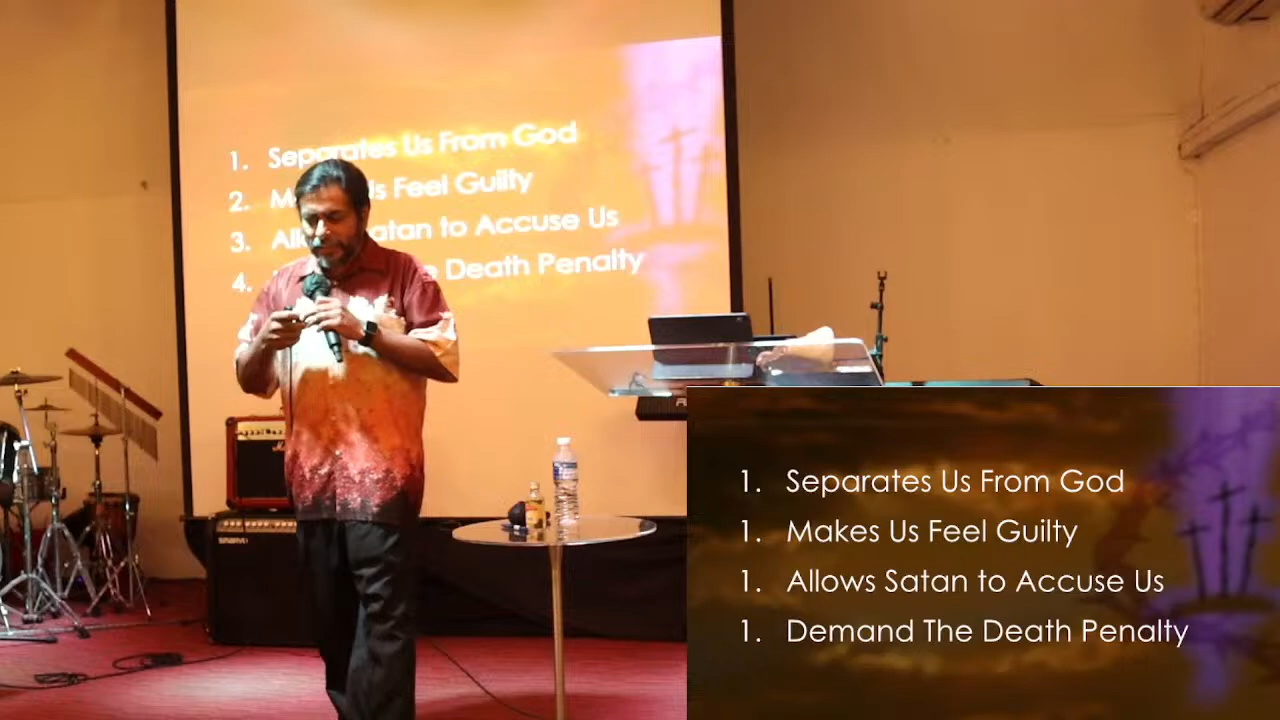 1. Separates Us From God
2. Feel Guilty
3. to Accuse Us
4. Death Penalty
1. Separates Us From God
1. Makes Us Feel Guilty
1. Allows Satan to Accuse Us
1. Demand The Death Penalty